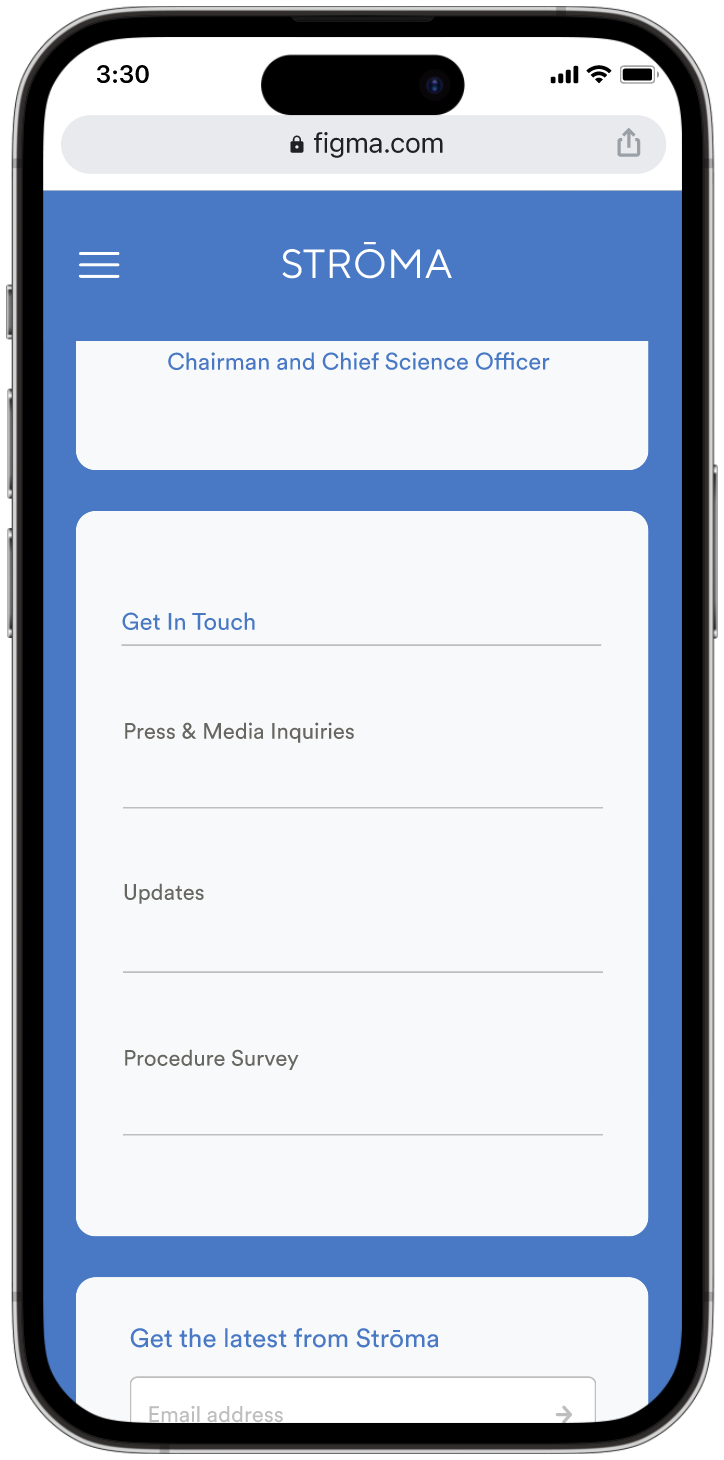 3:30
figma.com
STRŌMA
Chairman and Chief Science Officer
Get In Touch
Press & Media Inquiries
Updates
Procedure Survey
Get the latest from Strōma
Email address